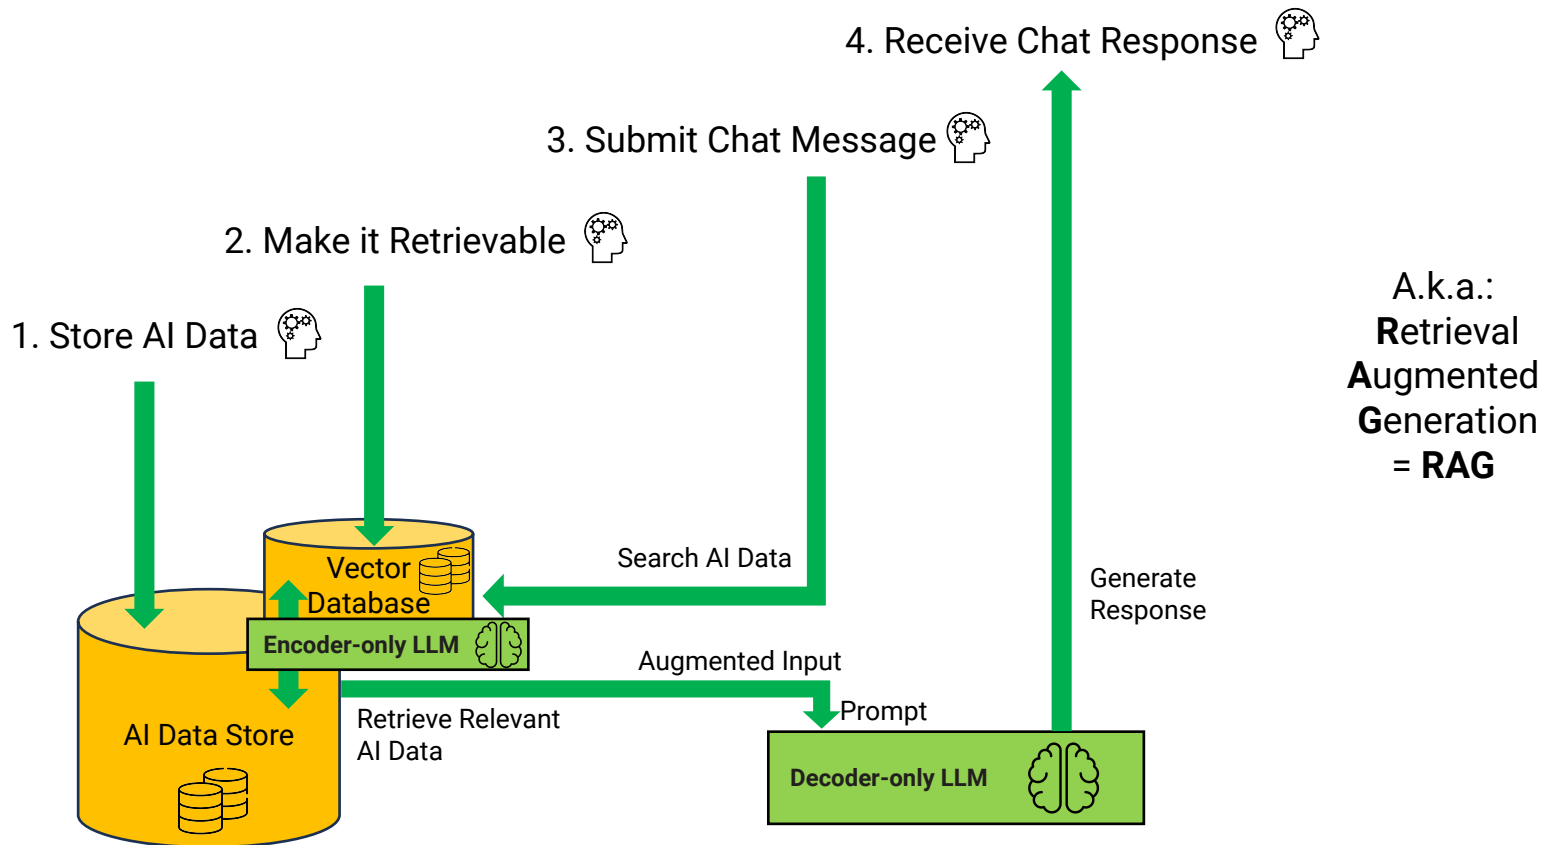 4. Receive Chat Response
3. Submit Chat Message
2. Make it Retrievable
1. Store AI Data
A.k.a.:
Retrieval
Augmented
Generation
= RAG
Vector
Database
Search AI Data
Generate
Response
Encoder-only LLM
Augmented Input
Retrieve Relevant
AI Data
Prompt
AI Data Store
Decoder-only LLM